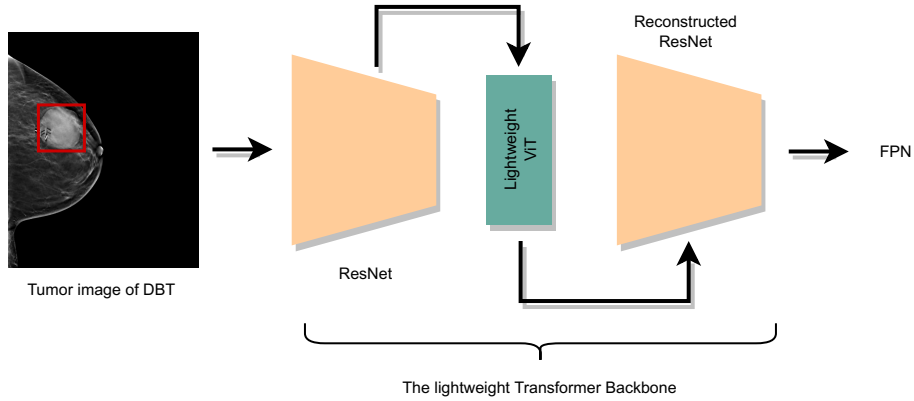 Reconstructed
ResNet
Lightweight
ViT
FPN
ResNet
Tumor image of DBT
The lightweight Transformer Backbone